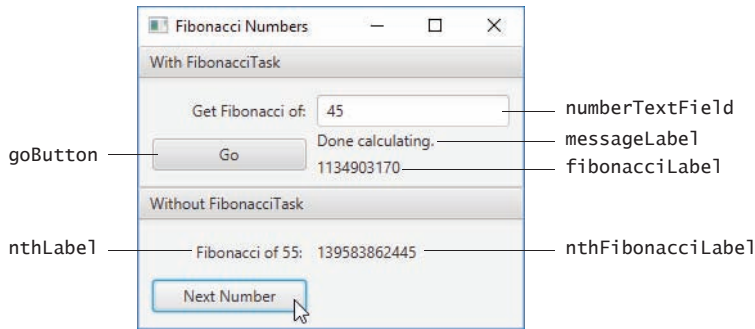 Fibonacci Numbers
With FibonacciTask
Get Fibonacci of: 45 numberTextField
goButton Go Done calculating. messageLabel
1134903170 fibonacciLabel
Without FibonacciTask
nthLabel Fibonacci of 55: 139583862445 nthFibonacciLabel
Next Number